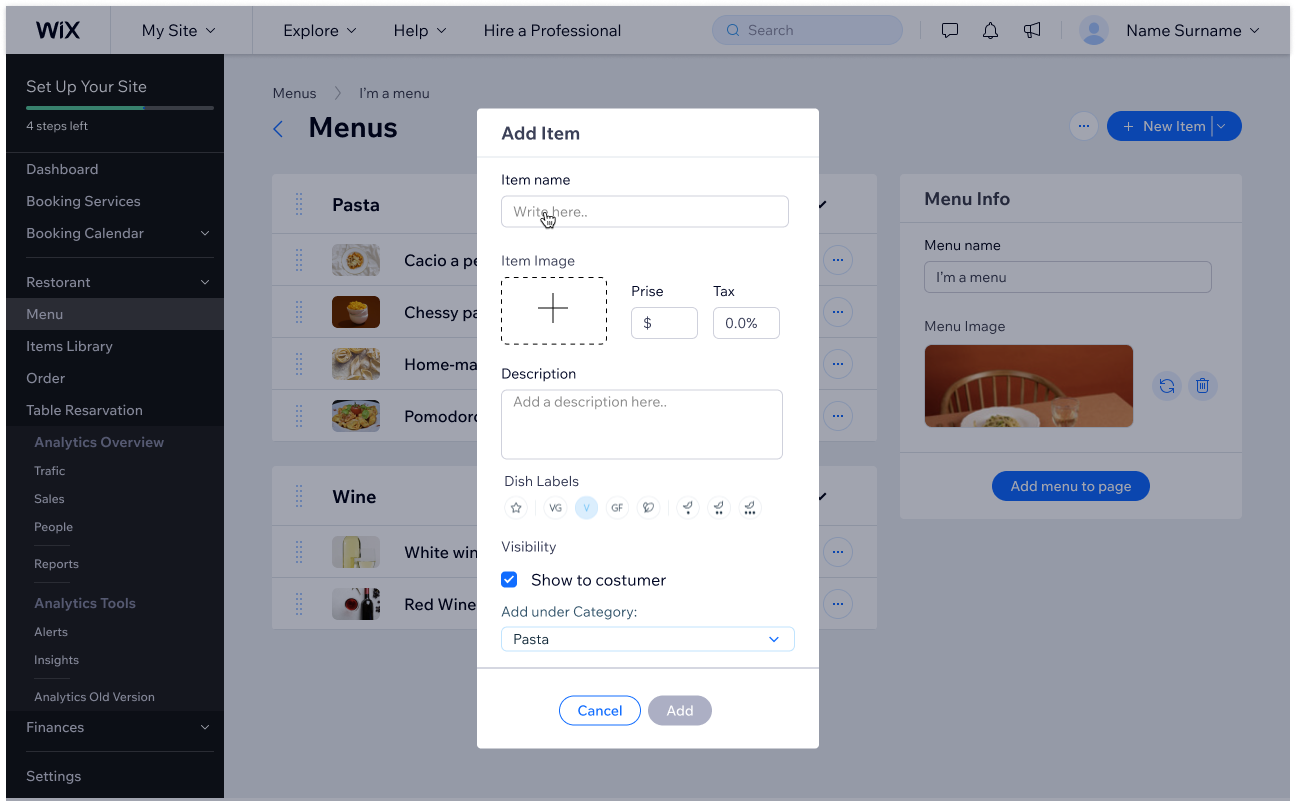 WiX
My Site
Explore
Help
Hire a Professional
Search
Name Surname
Set Up Your Site
4 steps left
Dashboard
Booking Services
Booking Calendar
Restorant
Menu
Items Library
Order
Table Resarvation
Analytics Overview
Trafic
Sales
People
Reports
Analytics Tools
Alerts
Insights
Analytics Old Version
Finances
Settings
Menus
I'm a menu
Menus
+ New Item
Pasta
Cacio a pe
Chessy pa
Home-ma
Pomodoro
Wine
White win
Red Wine
Add Item
Item name
Write here..
Item Image
Prise
Tax
$
0.0%
Description
Add a description here..
Dish Labels
VG
V
GF
Visibility
Show to costumer
Add under Category:
Pasta
Cancel
Add
Menu Info
Menu name
I'm a menu
Menu Image
Add menu to page